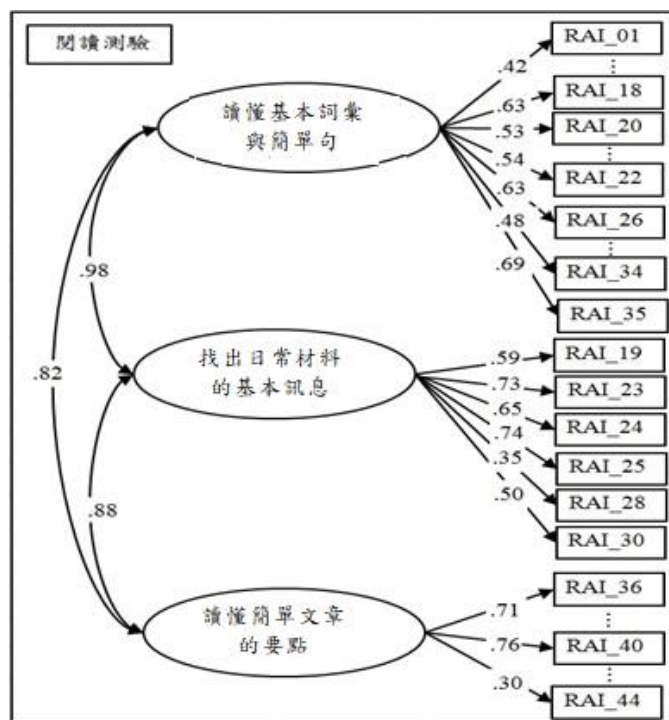 閱讀測驗
讀懂基本詞彙
與簡單句
.42
.63
.53
.54
.63
.48
.69
RAI_01
RAI_18
RAI_20
RAI_22
RAI_26
RAI_34
RAI_35
.98
.82
找出日常材料
的基本訊息
.59
.73
.65
.74
.35
.50
RAI_19
RAI_23
RAI_24
RAI_25
RAI_28
RAI_30
.88
讀懂簡單文章
的要點
.71
.76
.30
RAI_36
RAI_40
RAI_44